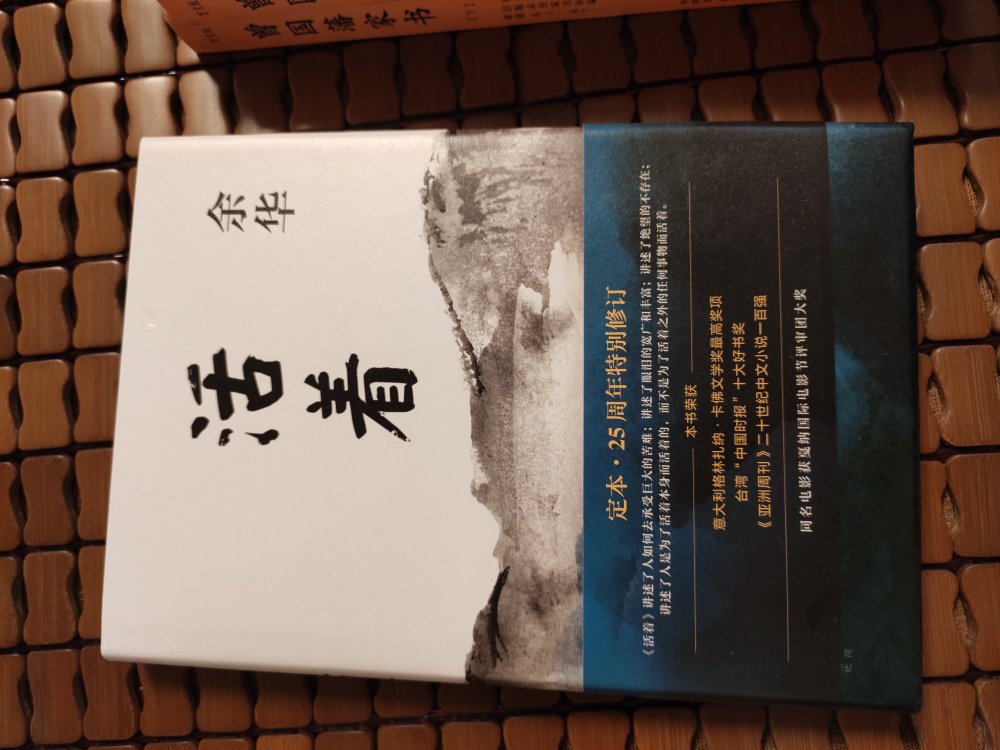 曾国藩家书
[下]
余华
活着
定本·25周年特别修订
《活着》讲述了人如何去承受巨大的苦难；讲述了眼泪的宽广和丰富；讲述了绝望的不存在；
讲述了人是为了活着本身而活着的，而不是为了活着之外的任何事物而活着。
本书荣获
意大利格林扎纳·卡佛文学奖最高奖项
台湾“中国时报”十大好书奖
《亚洲周刊》二十世纪中文小说一百强
同名电影获戛纳国际电影节评审团大奖